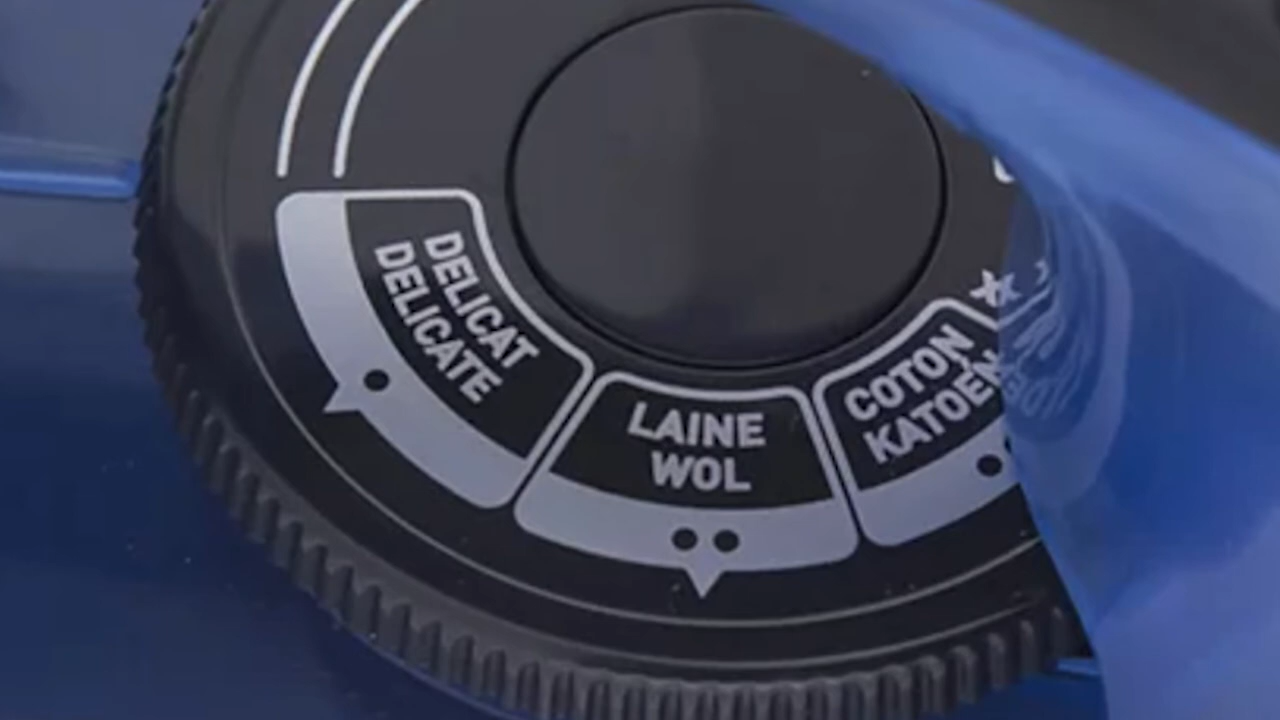 DELICAT
DELICATE
LAINE
WOL
COTON
KATOEN